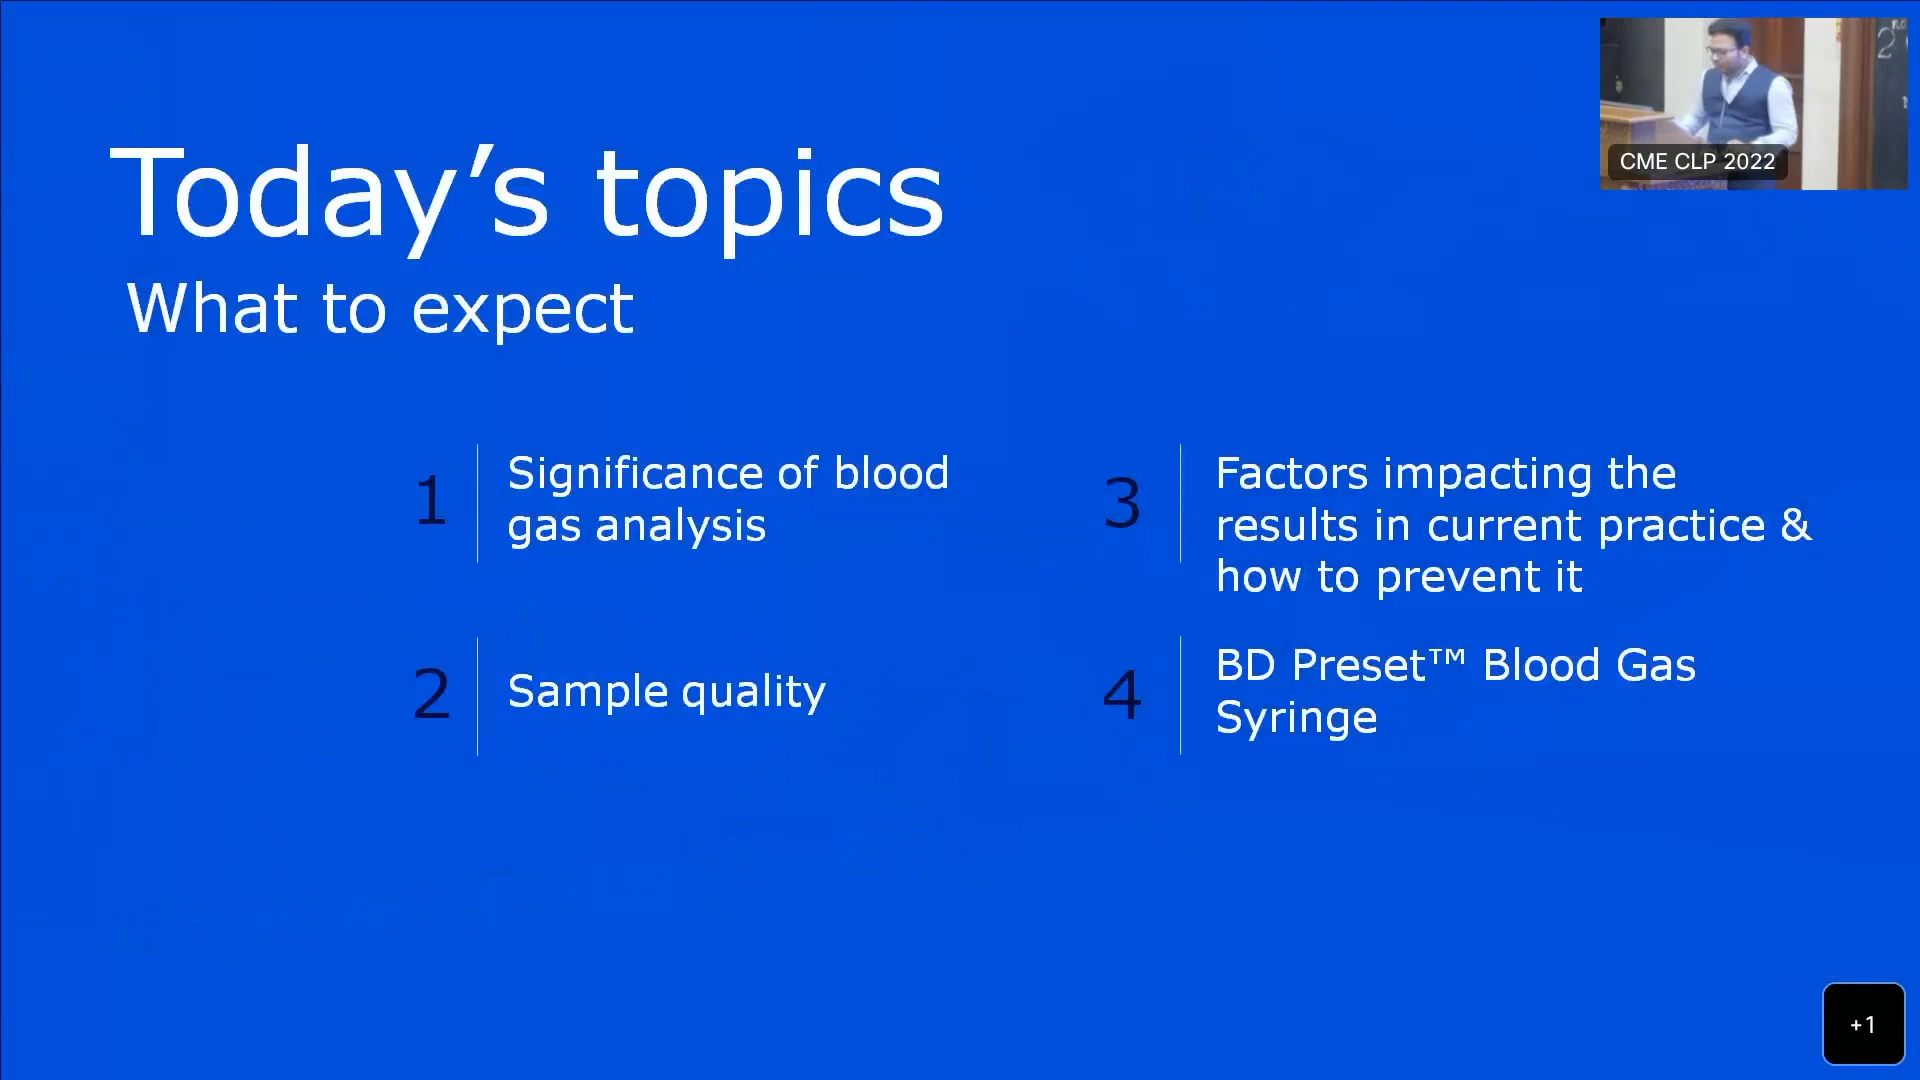 Today’s topics
What to expect
1
Significance of blood
gas analysis
2
Sample quality
3
Factors impacting the
results in current practice &
how to prevent it
4
BD Preset™ Blood Gas
Syringe
CME CLP 2022
2
+1